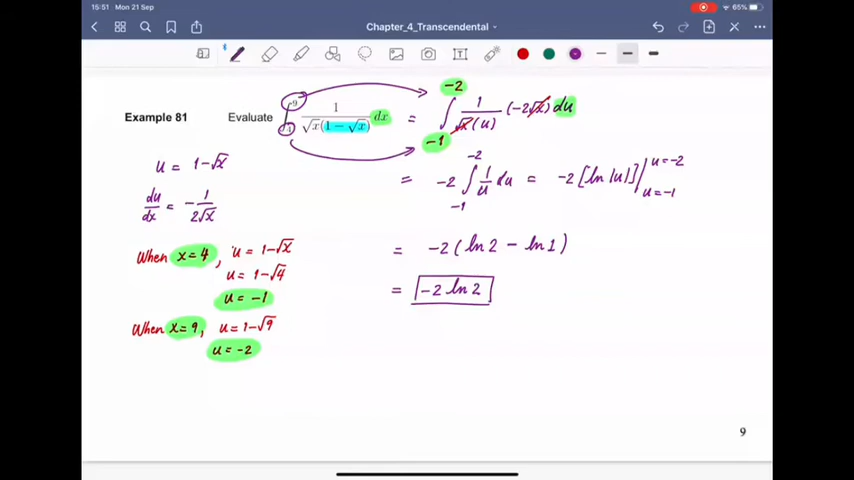 15:51 Mon 21 Sep
65%
Chapter_4_Transcendental
Example 81 Evaluate ∫₄⁹ 1/(√x(1 − √x)) dx = ∫₋₁⁻² 1/(√x(u)) (-2√x) du
u = 1-√x
= -2 ∫₋₁⁻² 1/u du = -2 [ln|u|] | u=-2 u=-1
du/dx = -1/(2√x)
When x=4, u = 1-√x
= -2 (ln 2 - ln 1)
u = 1-√4
= -2 ln 2
u = -1
When x=9, u = 1-√9
u = -2
9